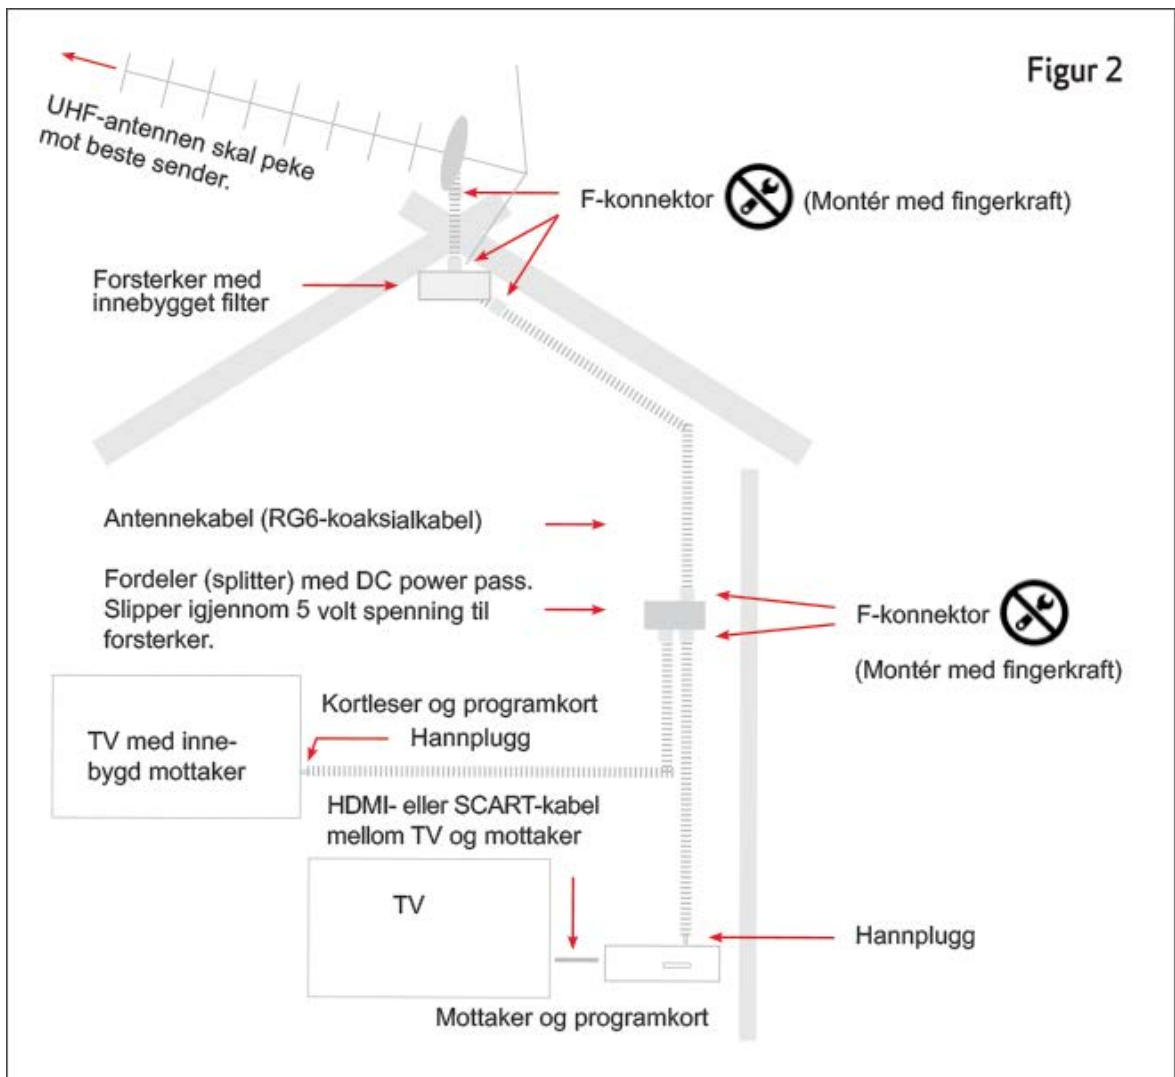 Figur 2
UHF-antennen skal peke
mot beste sender.
F-konnektor (Montér med fingerkraft)
Forsterker med
innebygget filter
Antennekabel (RG6-koaksialkabel)
Fordeler (splitter) med DC power pass.
Slipper igjennom 5 volt spenning til
forsterker.
F-konnektor
(Montér med fingerkraft)
Kortleser og programkort
Hannplugg
TV med inne-
bygd mottaker
HDMI- eller SCART-kabel
mellom TV og mottaker
TV
Hannplugg
Mottaker og programkort